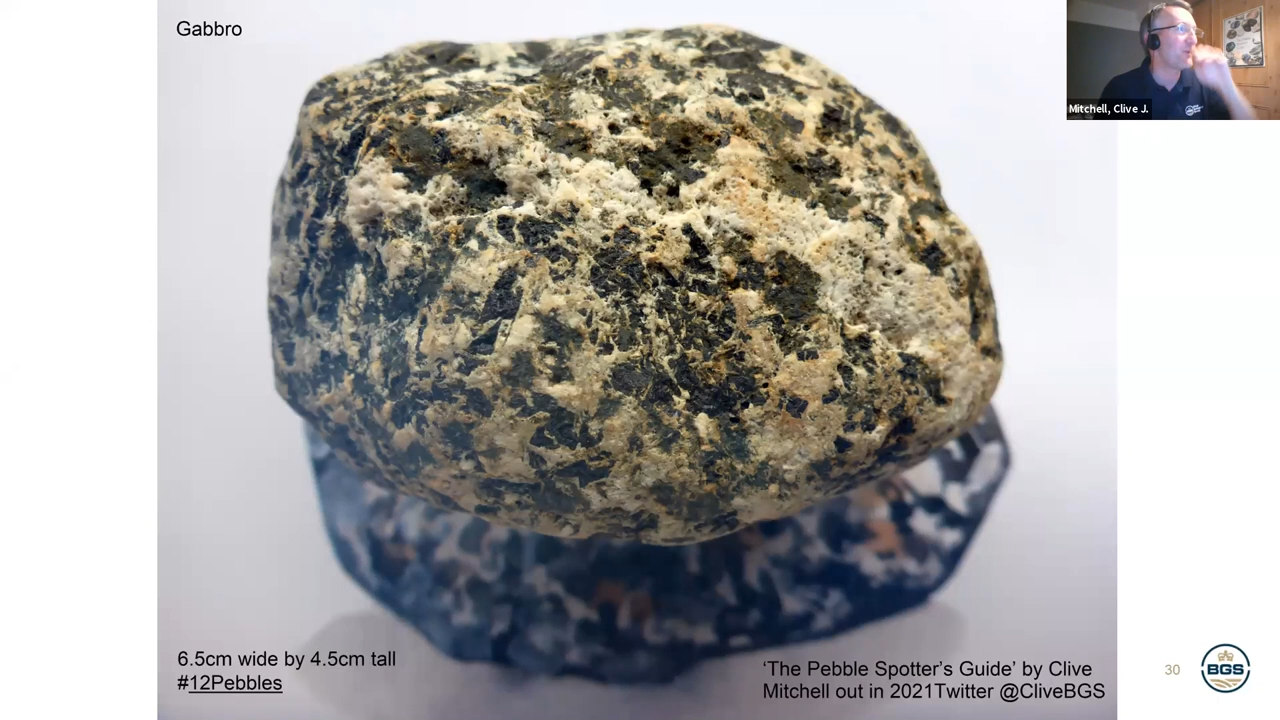 Gabbro
Mitchell, Clive J.
6.5cm wide by 4.5cm tall
#12Pebbles
‘The Pebble Spotter’s Guide’ by Clive
Mitchell out in 2021Twitter @CliveBGS
30
BGS